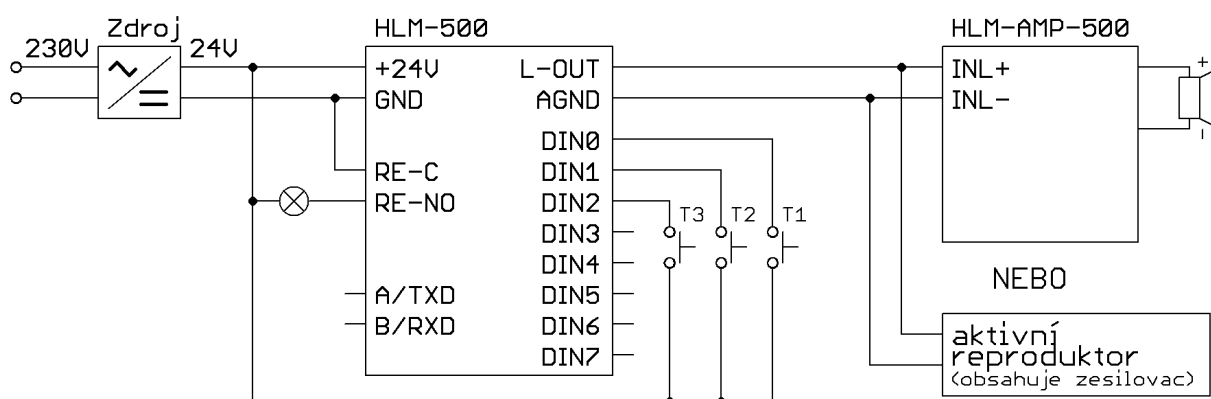 Zdroj
230V
24V
HLM-500
+24V
GND
RE-C
RE-NO
A/TXD
B/RXD
L-OUT
AGND
DIN0
DIN1
DIN2
DIN3
DIN4
DIN5
DIN6
DIN7
T3
T2
T1
HLM-AMP-500
INL+
INL-
+
-
NEBO
aktivní
reproduktor
(obsahuje zesilovac)